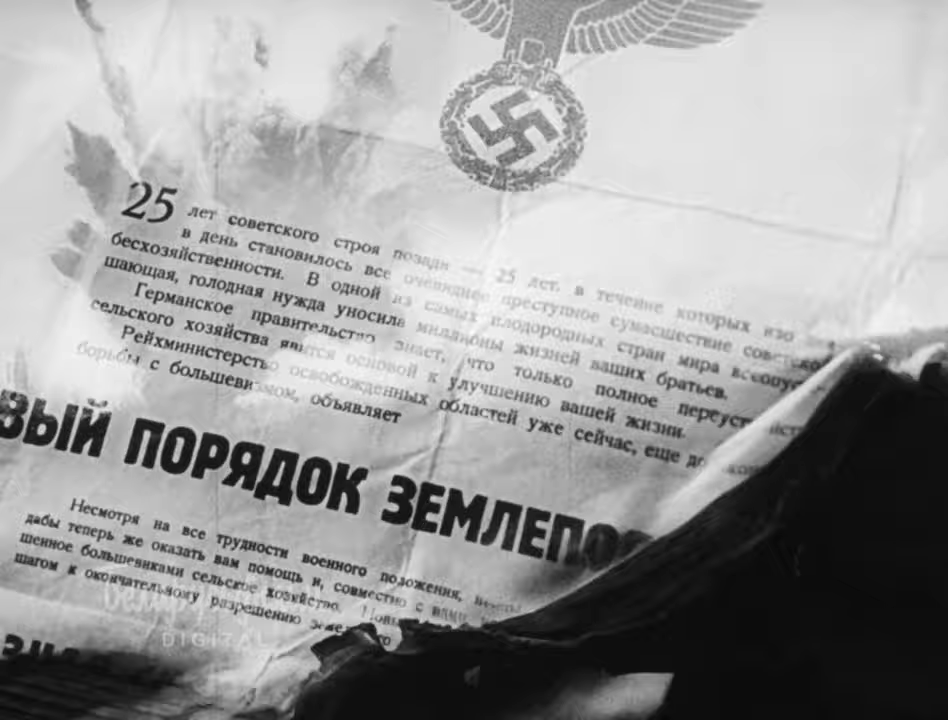 25 лет советского строя позади — 25 лет, в течение которых изо
в день становилось все очевиднее преступное сумасшествие
бесхозяйственности. В одной из самых плодородных стран мира
шающая, голодная нужда уносила миллионы жизней ваших братьев.
Германское правительство знает, что только полное
сельского хозяйства явится основой к улучшению вашей жизни.
Рейхминистерство освобожденных областей уже сейчас, еще до
борьбы с большевизмом, объявляет
ВЫЙ ПОРЯДОК ЗЕМЛЕПО
Несмотря на все трудности военного положения,
дабы теперь же оказать вам помощь и, совместно с вами,
шенное большевиками сельское хозяйство.
шагом к окончательному разрешению
DIGITAL